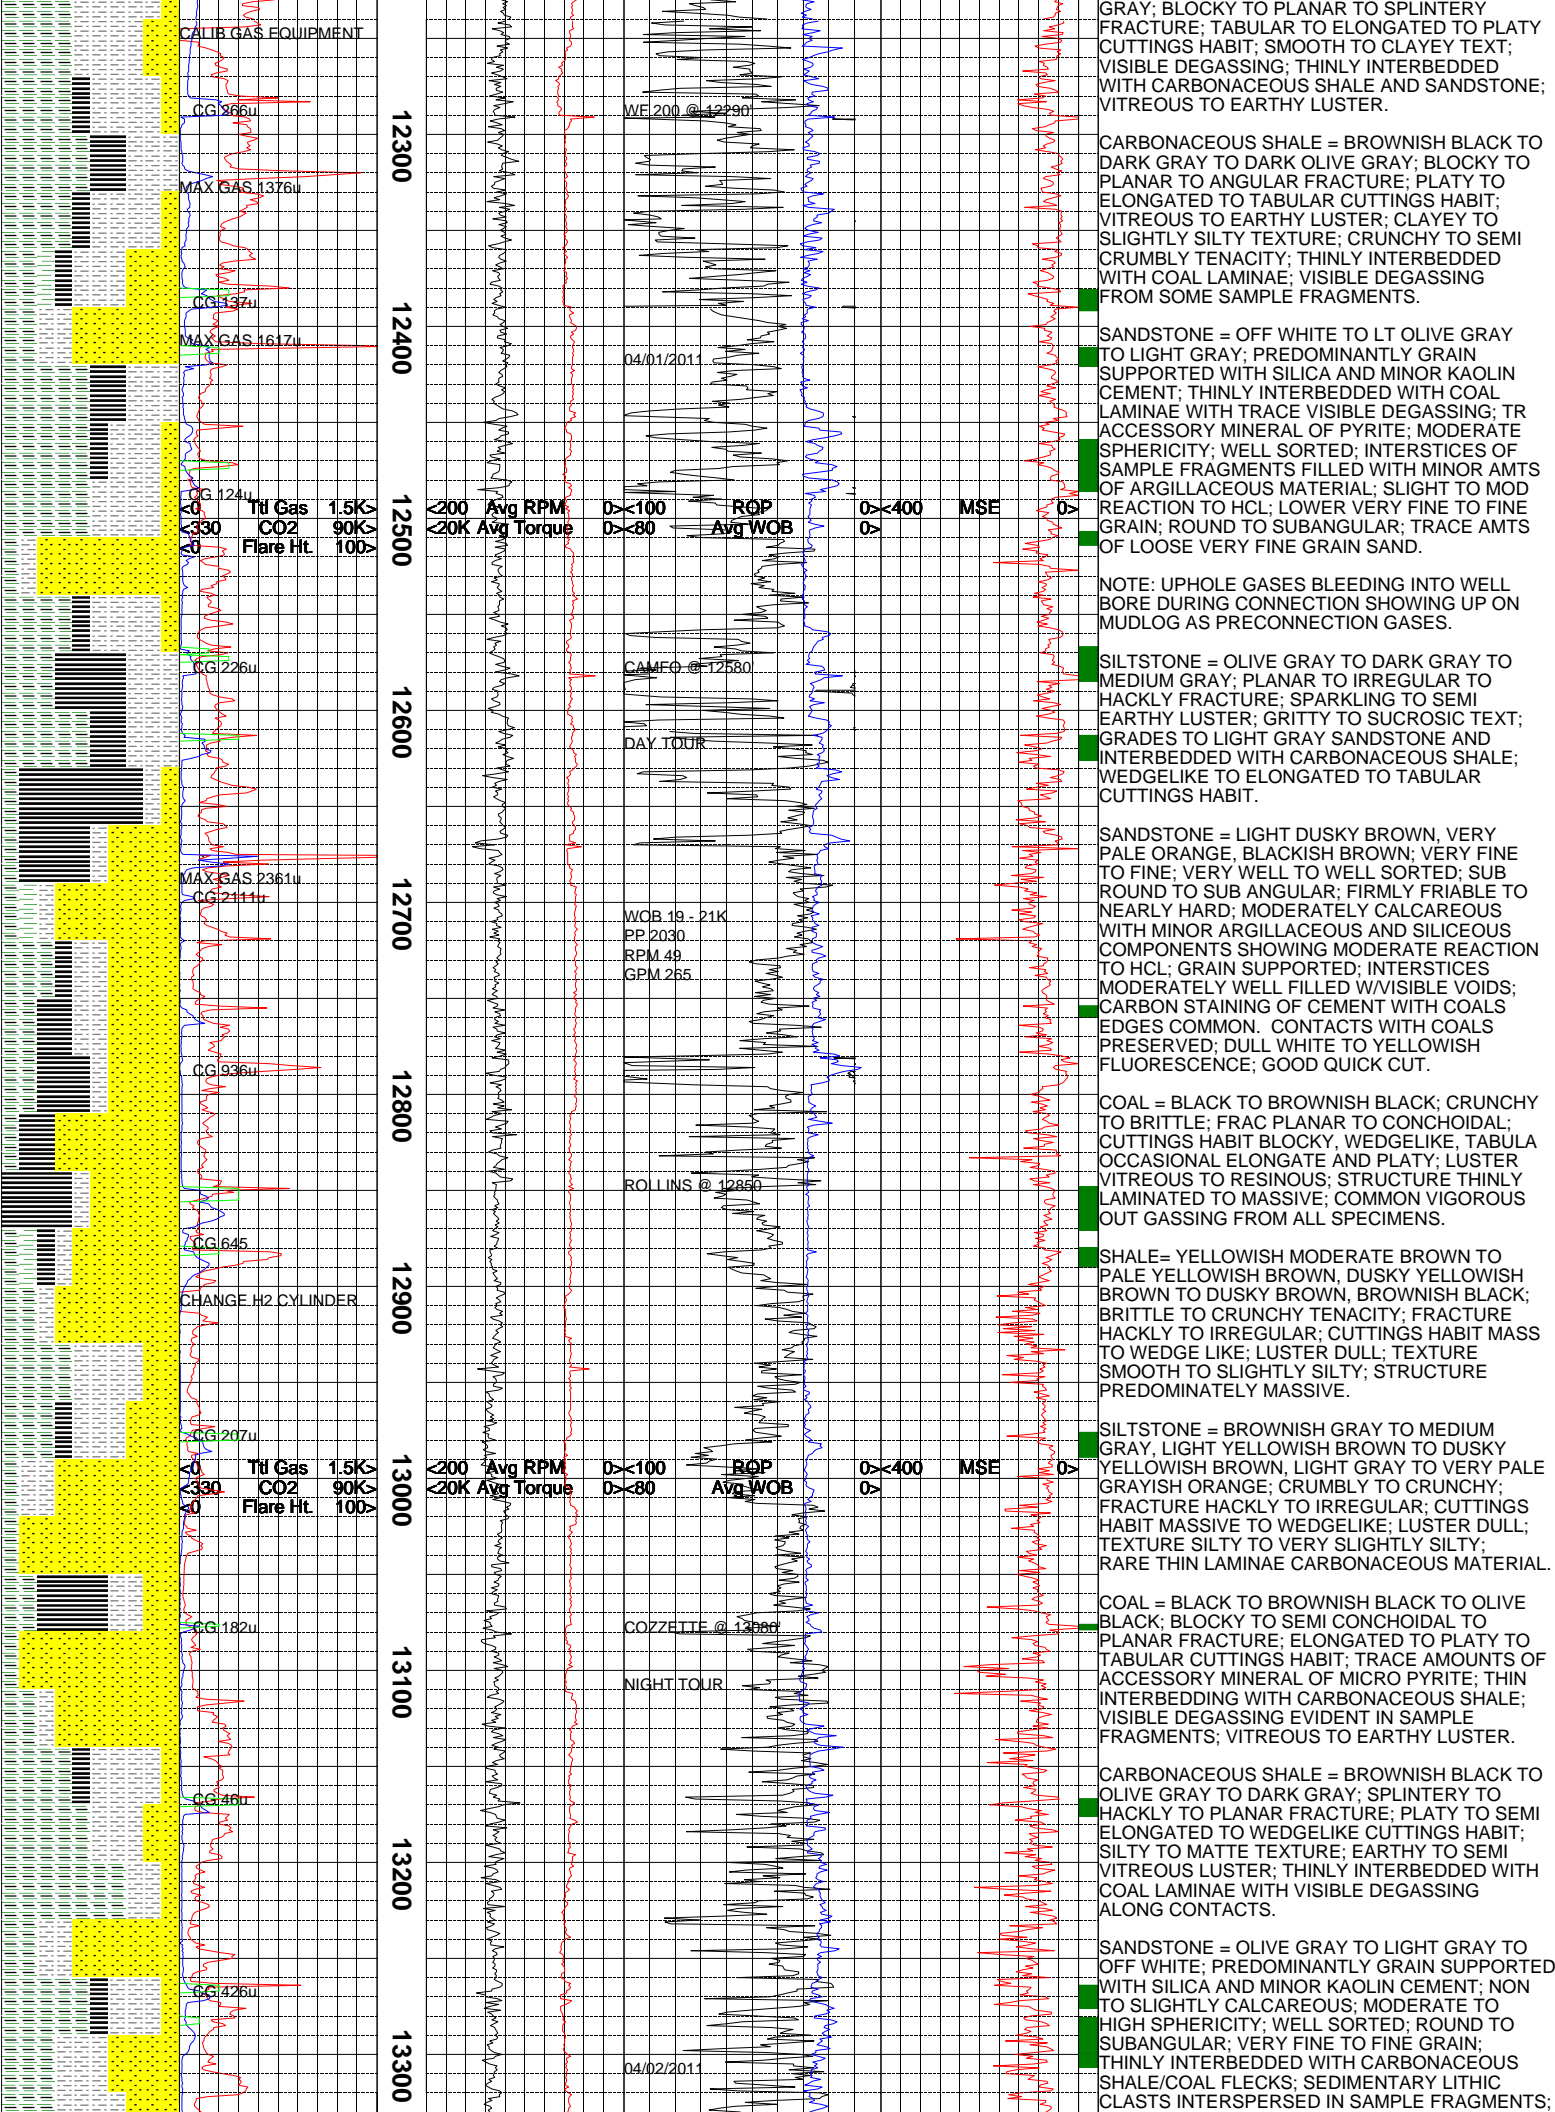 CALIB GAS EQUIPMENT
CG 266u
MAX GAS 1376u
CG 137u
MAX GAS 1617u
CG 124u
<0 Ttl Gas 1.5K>
<330 CO2 90K>
<0 Flare Ht. 100>
CG 226u
MAX GAS 2361u
CG 2111u
CG 936u
CG 645
CHANGE H2 CYLINDER
CG 207u
<0 Ttl Gas 1.5K>
<330 CO2 90K>
<0 Flare Ht. 100>
CG 182u
CG 46u
CG 426u
12300
12400
12500
12600
12700
12800
12900
13000
13100
13200
13300
<200 Avg RPM 0>
<20K Avg Torque 0>
<200 Avg RPM 0>
<20K Avg Torque 0>
WF 200 @ 12290'
04/01/2011
<100 ROP 0>
<80 Avg WOB 0>
CAMEO @ 12580'
DAY TOUR
WOB 19 - 21K
PP 2030
RPM 49
GPM 265
ROLLINS @ 12850
<100 ROP 0>
<80 Avg WOB 0>
COZZETTE @ 13080'
NIGHT TOUR
04/02/2011
<400 MSE 0>
<400 MSE 0>
GRAY; BLOCKY TO PLANAR TO SPLINTERY
FRACTURE; TABULAR TO ELONGATED TO PLATY
CUTTINGS HABIT; SMOOTH TO CLAYEY TEXT;
VISIBLE DEGASSING; THINLY INTERBEDDED
WITH CARBONACEOUS SHALE AND SANDSTONE;
VITREOUS TO EARTHY LUSTER.
CARBONACEOUS SHALE = BROWNISH BLACK TO
DARK GRAY TO DARK OLIVE GRAY; BLOCKY TO
PLANAR TO ANGULAR FRACTURE; PLATY TO
ELONGATED TO TABULAR CUTTINGS HABIT;
VITREOUS TO EARTHY LUSTER; CLAYEY TO
SLIGHTLY SILTY TEXTURE; CRUNCHY TO SEMI
CRUMBLY TENACITY; THINLY INTERBEDDED
WITH COAL LAMINAE; VISIBLE DEGASSING
FROM SOME SAMPLE FRAGMENTS.
SANDSTONE = OFF WHITE TO LT OLIVE GRAY
TO LIGHT GRAY; PREDOMINANTLY GRAIN
SUPPORTED WITH SILICA AND MINOR KAOLIN
CEMENT; THINLY INTERBEDDED WITH COAL
LAMINAE WITH TRACE VISIBLE DEGASSING; TR
ACCESSORY MINERAL OF PYRITE; MODERATE
SPHERICITY; WELL SORTED; INTERSTICES OF
SAMPLE FRAGMENTS FILLED WITH MINOR AMTS
OF ARGILLACEOUS MATERIAL; SLIGHT TO MOD
REACTION TO HCL; LOWER VERY FINE TO FINE
GRAIN; ROUND TO SUBANGULAR; TRACE AMTS
OF LOOSE VERY FINE GRAIN SAND.
NOTE: UPHOLE GASES BLEEDING INTO WELL
BORE DURING CONNECTION SHOWING UP ON
MUDLOG AS PRECONNECTION GASES.
SILTSTONE = OLIVE GRAY TO DARK GRAY TO
MEDIUM GRAY; PLANAR TO IRREGULAR TO
HACKLY FRACTURE; SPARKLING TO SEMI
EARTHY LUSTER; GRITTY TO SUCROSIC TEXT;
GRADES TO LIGHT GRAY SANDSTONE AND
INTERBEDDED WITH CARBONACEOUS SHALE;
WEDGELIKE TO ELONGATED TO TABULAR
CUTTINGS HABIT.
SANDSTONE = LIGHT DUSKY BROWN, VERY
PALE ORANGE, BLACKISH BROWN; VERY FINE
TO FINE; VERY WELL TO WELL SORTED; SUB
ROUND TO SUB ANGULAR; FIRMLY FRIABLE TO
NEARLY HARD; MODERATELY CALCAREOUS
WITH MINOR ARGILLACEOUS AND SILICEOUS
COMPONENTS SHOWING MODERATE REACTION
TO HCL; GRAIN SUPPORTED; INTERSTICES
MODERATELY WELL FILLED W/VISIBLE VOIDS;
CARBON STAINING OF CEMENT WITH COALS
EDGES COMMON. CONTACTS WITH COALS
PRESERVED; DULL WHITE TO YELLOWISH
FLUORESCENCE; GOOD QUICK CUT.
COAL = BLACK TO BROWNISH BLACK; CRUNCHY
TO BRITTLE; FRAC PLANAR TO CONCHOIDAL;
CUTTINGS HABIT BLOCKY, WEDGELIKE, TABULA
OCCASIONAL ELONGATE AND PLATY; LUSTER
VITREOUS TO RESINOUS; STRUCTURE THINLY
LAMINATED TO MASSIVE; COMMON VIGOROUS
OUT GASSING FROM ALL SPECIMENS.
SHALE= YELLOWISH MODERATE BROWN TO
PALE YELLOWISH BROWN, DUSKY YELLOWISH
BROWN TO DUSKY BROWN, BROWNISH BLACK;
BRITTLE TO CRUNCHY TENACITY; FRACTURE
HACKLY TO IRREGULAR; CUTTINGS HABIT MASS
TO WEDGE LIKE; LUSTER DULL; TEXTURE
SMOOTH TO SLIGHTLY SILTY; STRUCTURE
PREDOMINATELY MASSIVE.
SILTSTONE = BROWNISH GRAY TO MEDIUM
GRAY, LIGHT YELLOWISH BROWN TO DUSKY
YELLOWISH BROWN, LIGHT GRAY TO VERY PALE
GRAYISH ORANGE; CRUMBLY TO CRUNCHY;
FRACTURE HACKLY TO IRREGULAR; CUTTINGS
HABIT MASSIVE TO WEDGELIKE; LUSTER DULL;
TEXTURE SILTY TO VERY SLIGHTLY SILTY;
RARE THIN LAMINAE CARBONACEOUS MATERIAL.
COAL = BLACK TO BROWNISH BLACK TO OLIVE
BLACK; BLOCKY TO SEMI CONCHOIDAL TO
PLANAR FRACTURE; ELONGATED TO PLATY TO
TABULAR CUTTINGS HABIT; TRACE AMOUNTS OF
ACCESSORY MINERAL OF MICRO PYRITE; THIN
INTERBEDDING WITH CARBONACEOUS SHALE;
VISIBLE DEGASSING EVIDENT IN SAMPLE
FRAGMENTS; VITREOUS TO EARTHY LUSTER.
CARBONACEOUS SHALE = BROWNISH BLACK TO
OLIVE GRAY TO DARK GRAY; SPLINTERY TO
HACKLY TO PLANAR FRACTURE; PLATY TO SEMI
ELONGATED TO WEDGELIKE CUTTINGS HABIT;
SILTY TO MATTE TEXTURE; EARTHY TO SEMI
VITREOUS LUSTER; THINLY INTERBEDDED WITH
COAL LAMINAE WITH VISIBLE DEGASSING
ALONG CONTACTS.
SANDSTONE = OLIVE GRAY TO LIGHT GRAY TO
OFF WHITE; PREDOMINANTLY GRAIN SUPPORTED
WITH SILICA AND MINOR KAOLIN CEMENT; NON
TO SLIGHTLY CALCAREOUS; MODERATE TO
HIGH SPHERICITY; WELL SORTED; ROUND TO
SUBANGULAR; VERY FINE TO FINE GRAIN;
THINLY INTERBEDDED WITH CARBONACEOUS
SHALE/COAL FLECKS; SEDIMENTARY LITHIC
CLASTS INTERSPERSED IN SAMPLE FRAGMENTS;